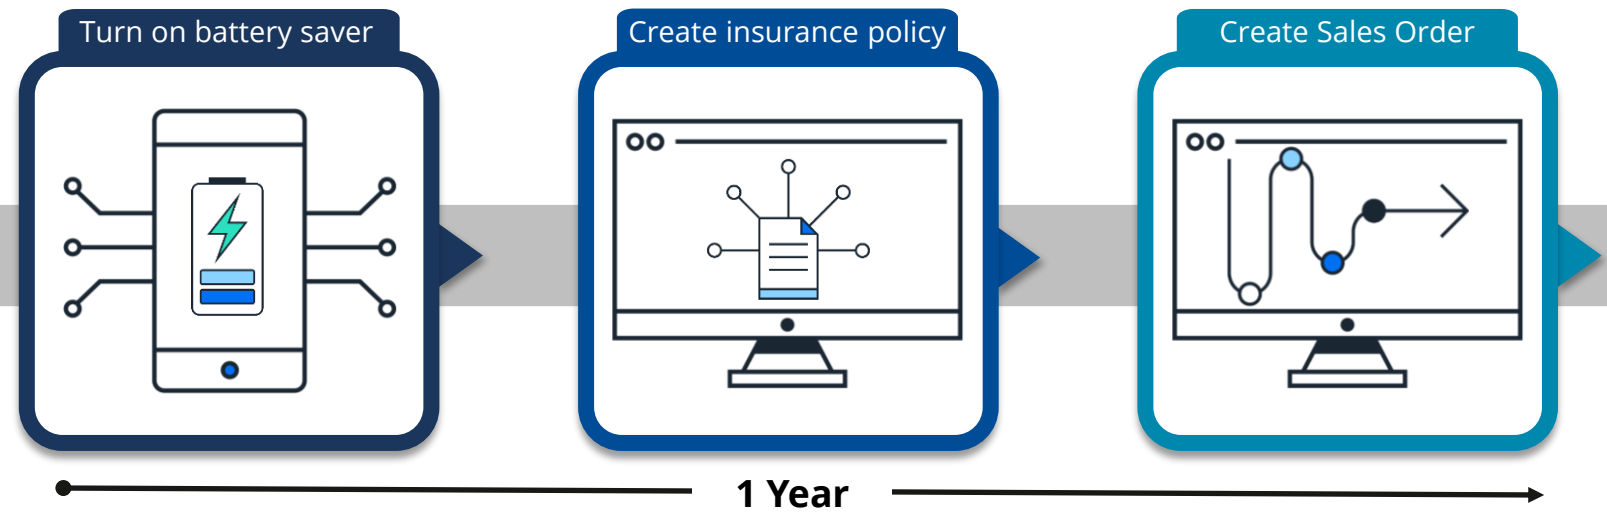 Turn on battery saver
Create insurance policy
Create Sales Order
1 Year